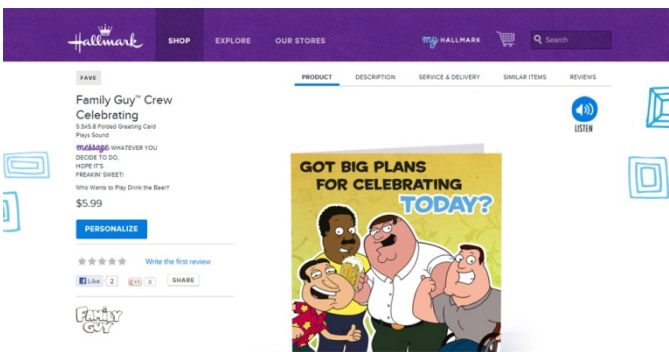 Hallmark
SHOP
EXPLORE
OUR STORES
my HALLMARK
Search
FAVE
PRODUCT
DESCRIPTION
SERVICE & DELIVERY
SIMILAR ITEMS
REVIEWS
Family Guy™ Crew
Celebrating
5.5x5.8 Folded Greeting Card
Plays Sound
message WHATEVER YOU
DECIDE TO DO,
HOPE IT'S
FREAKIN' SWEET!
Who Wants to Play Drink the Beer?
$5.99
PERSONALIZE
Write the first review
Like 2
+1 0
SHARE
FAMILY
GUY
LISTEN
GOT BIG PLANS
FOR CELEBRATING
TODAY?